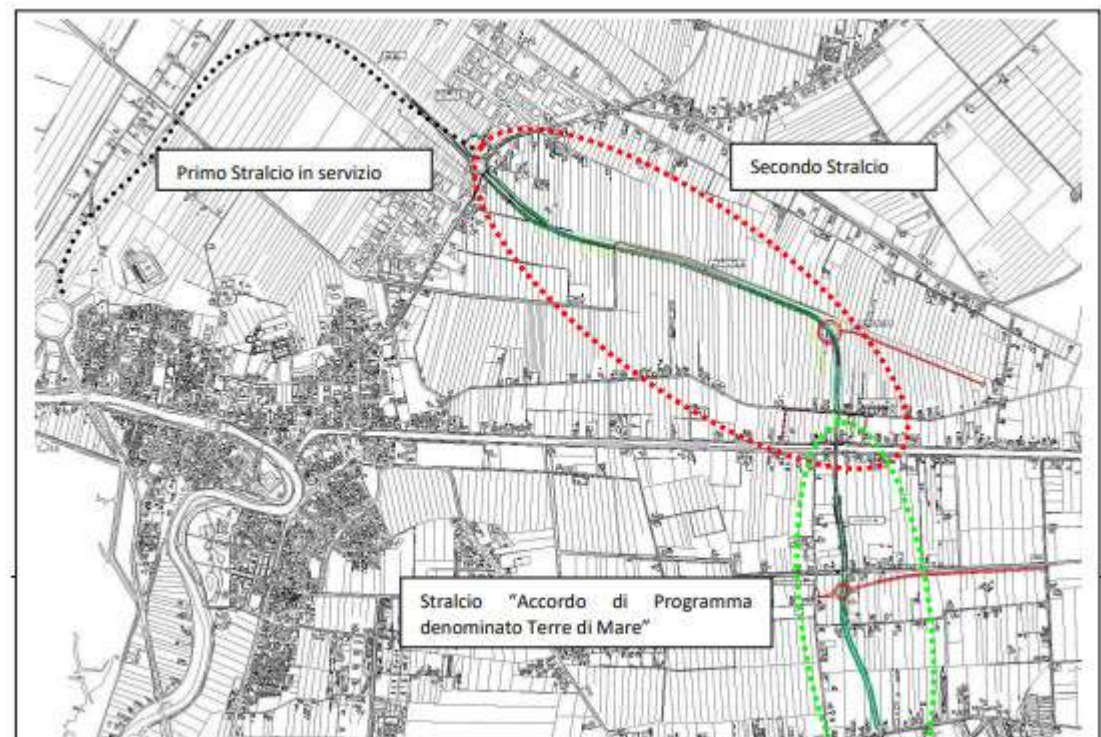 Primo Stralcio in servizio
Secondo Stralcio
Stralcio "Accordo di Programma
denominato Terre di Mare"